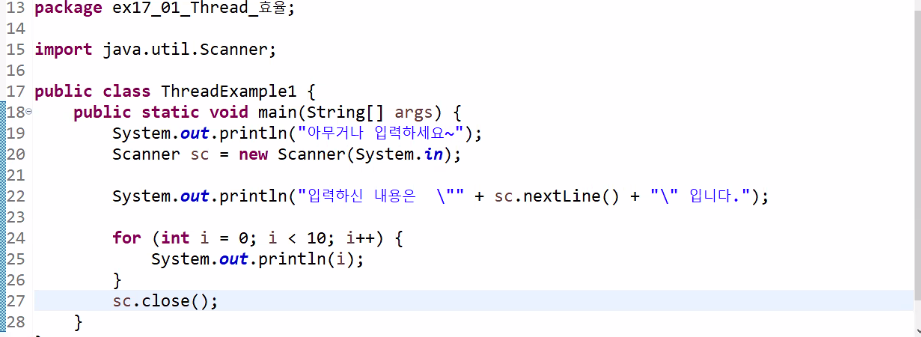 13 package ex17_01_Thread_효율;
14
15 import java.util.Scanner;
16
17 public class ThreadExample1 {
18     public static void main(String[] args) {
19         System.out.println("아무거나 입력하세요~");
20         Scanner sc = new Scanner(System.in);
21
22         System.out.println("입력하신 내용은  \"" + sc.nextLine() + "\" 입니다.");
23
24         for (int i = 0; i < 10; i++) {
25             System.out.println(i);
26         }
27         sc.close();
28     }